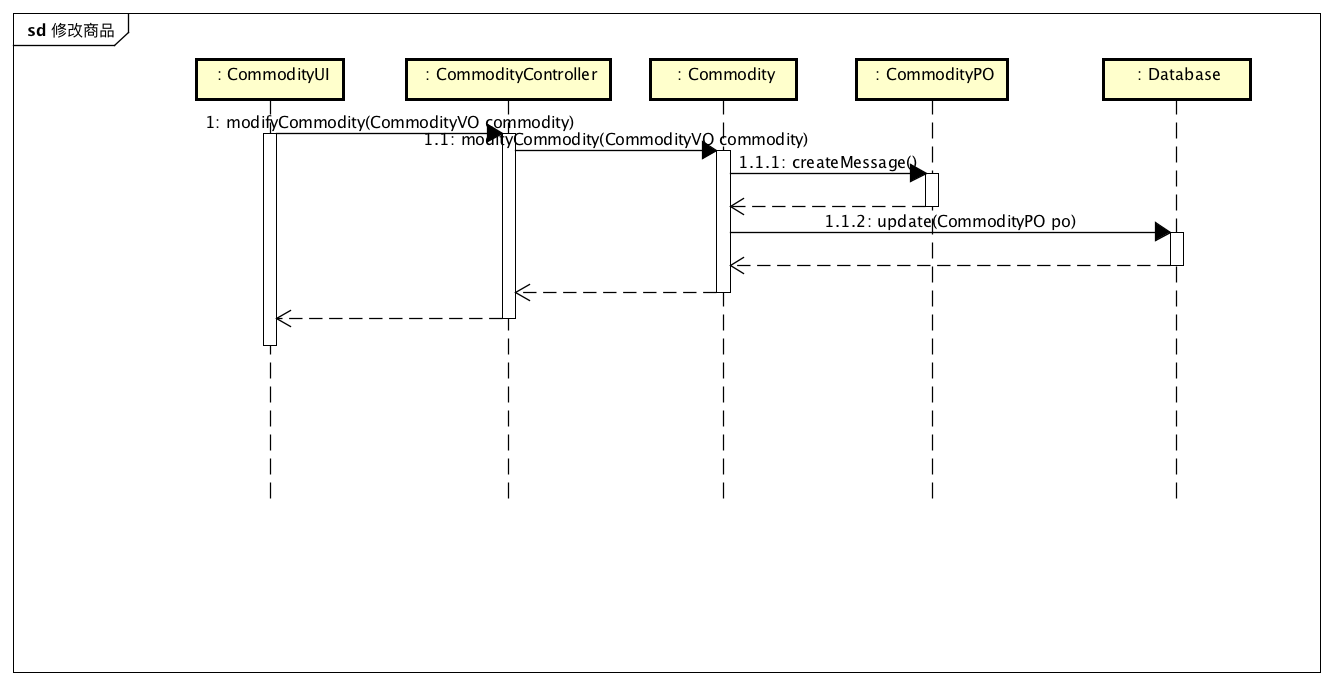 sd 修改商品
: CommodityUI
: CommodityController
: Commodity
: CommodityPO
: Database
1: modifyCommodity(CommodityVO commodity)
1.1: modifyCommodity(CommodityVO commodity)
1.1.1: createMessage()
1.1.2: update(CommodityPO po)